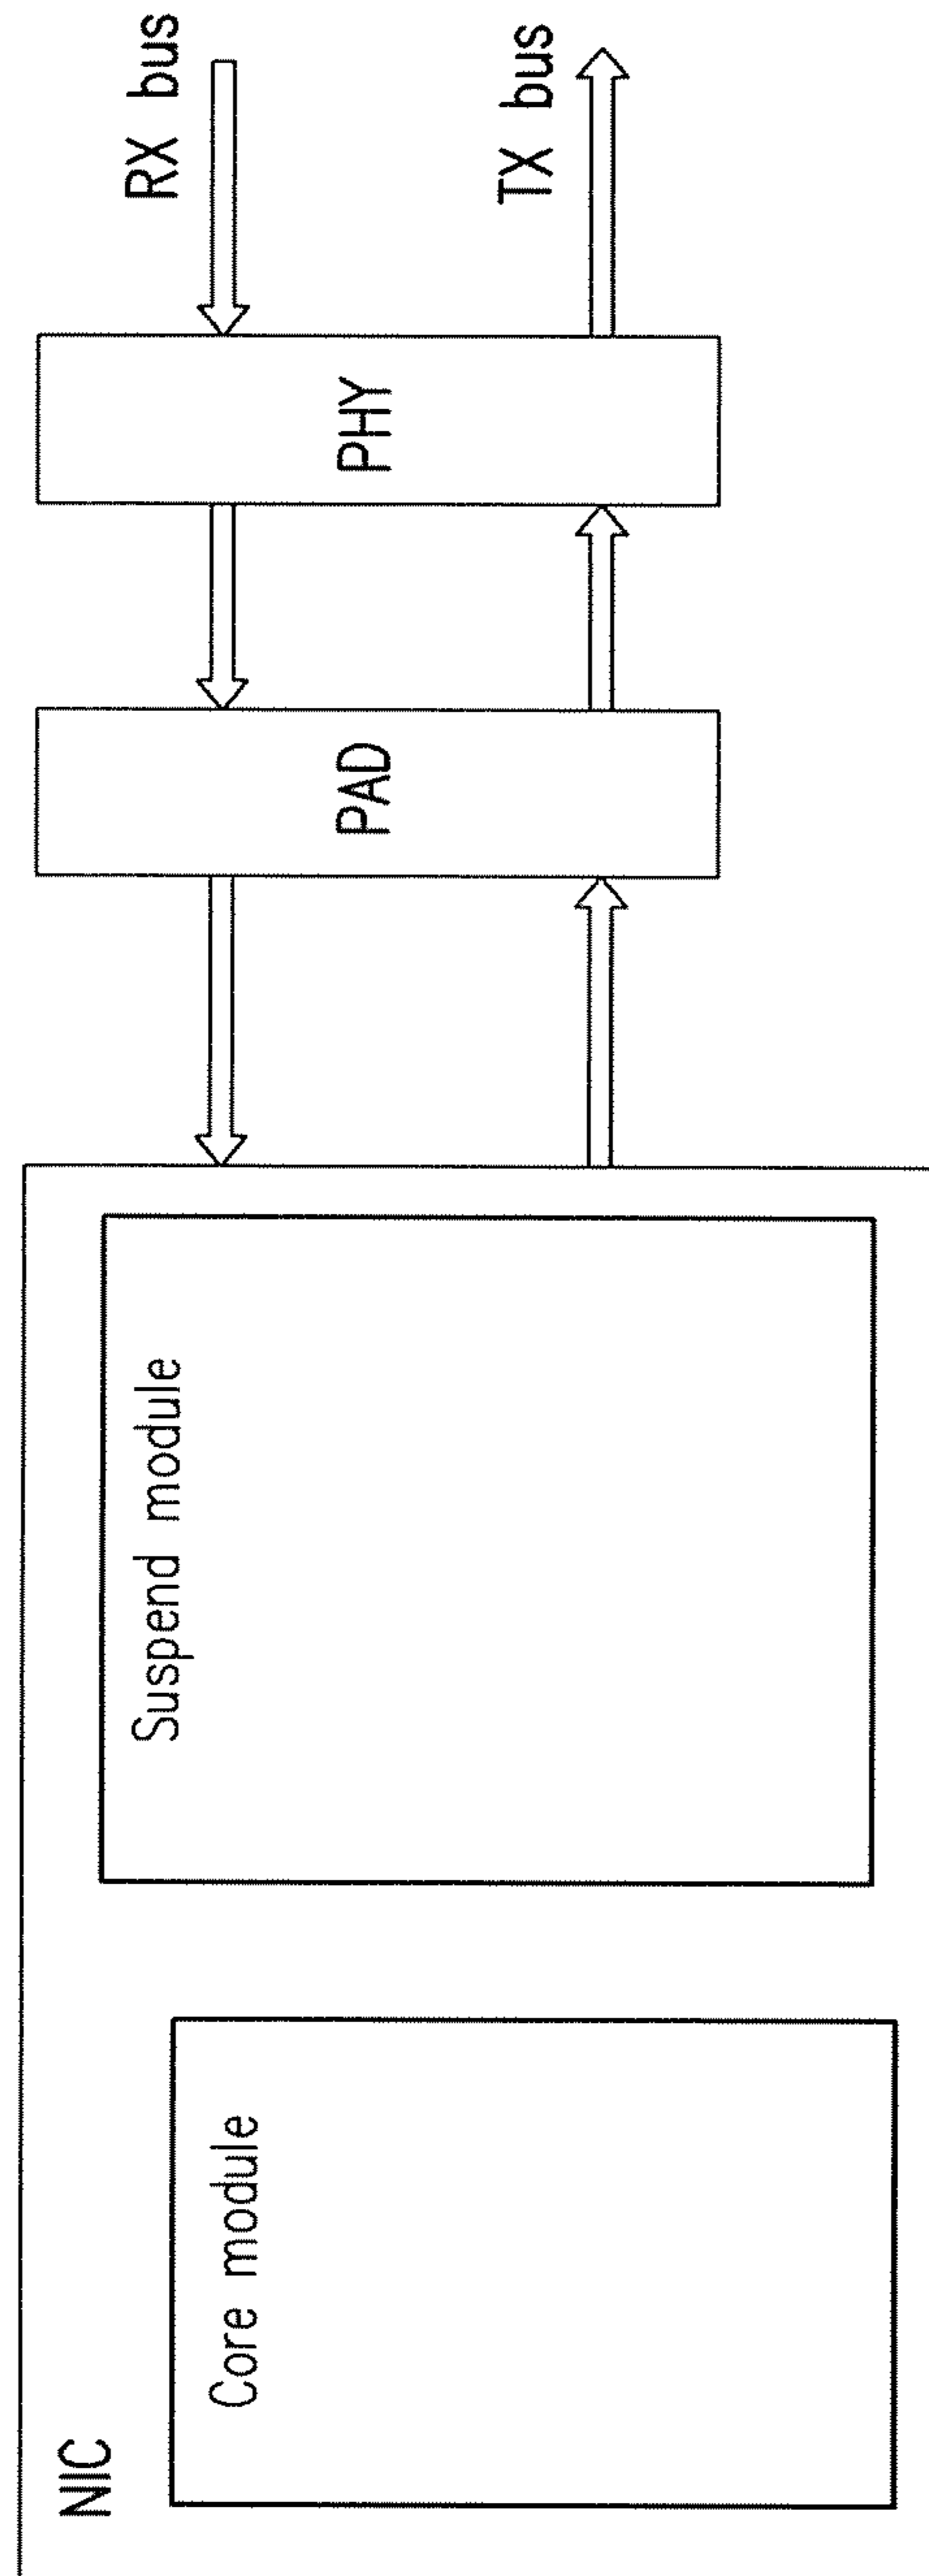 NIC
Core module
Suspend module
PAD
PHY
RX bus
TX bus